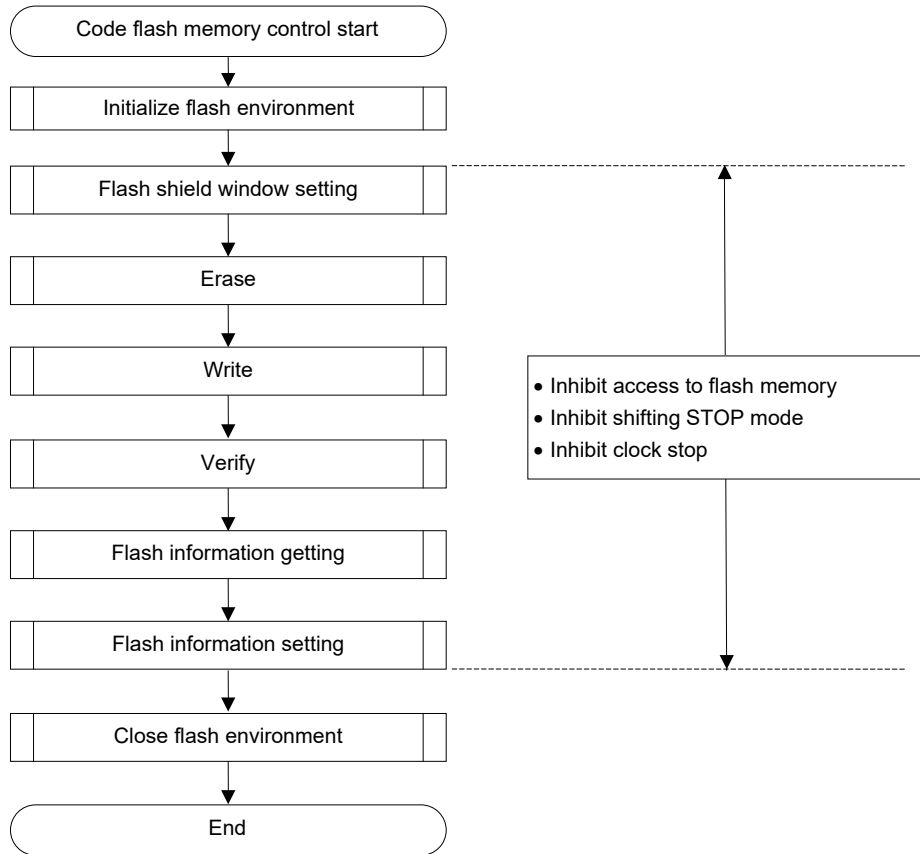 Code flash memory control start
Initialize flash environment
Flash shield window setting
Erase
Write
Verify
Flash information getting
Flash information setting
Close flash environment
End
• Inhibit access to flash memory
• Inhibit shifting STOP mode
• Inhibit clock stop